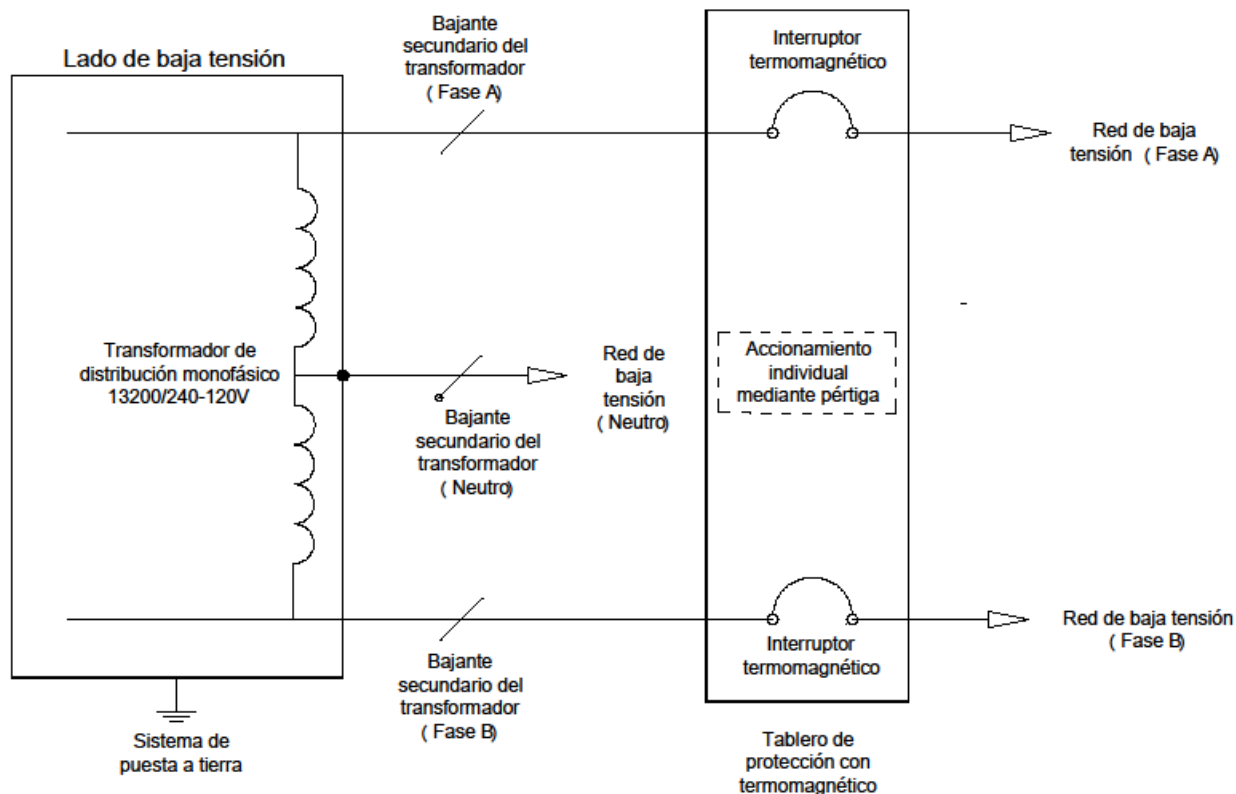 Lado de baja tensión
Bajante
secundario del
transformador
( Fase A)
Interruptor
termomagnético
Red de baja
tensión ( Fase A)
Transformador de
distribución monofásico
13200/240-120V
Bajante
secundario del
transformador
( Neutro)
Red de
baja
tensión
( Neutro)
Accionamiento
individual
mediante pértiga
Bajante
secundario del
transformador
( Fase B)
Interruptor
termomagnético
Red de baja tensión
( Fase B)
Sistema de
puesta a tierra
Tablero de
protección con
termomagnético